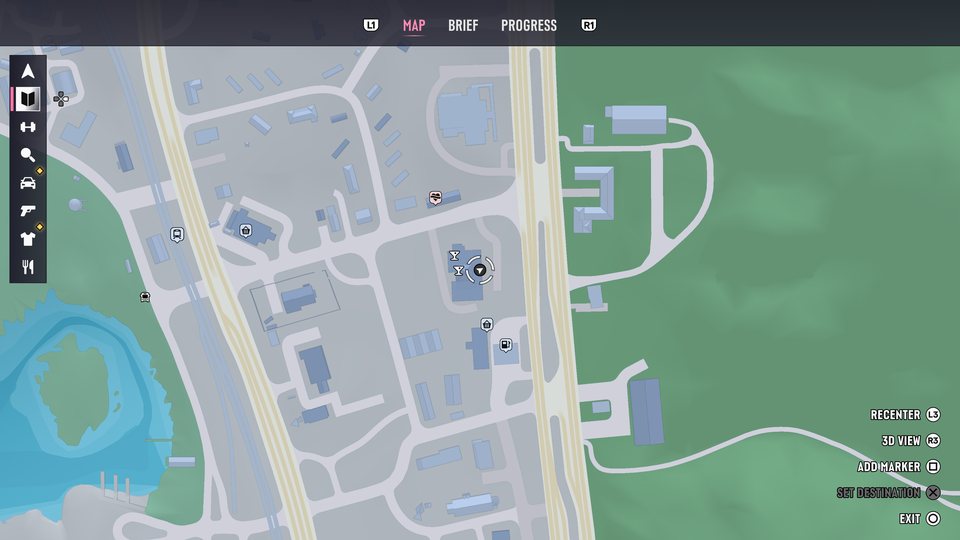 L1 MAP BRIEF PROGRESS R1
RECENTER L3
3D VIEW R3
ADD MARKER
SET DESTINATION
EXIT